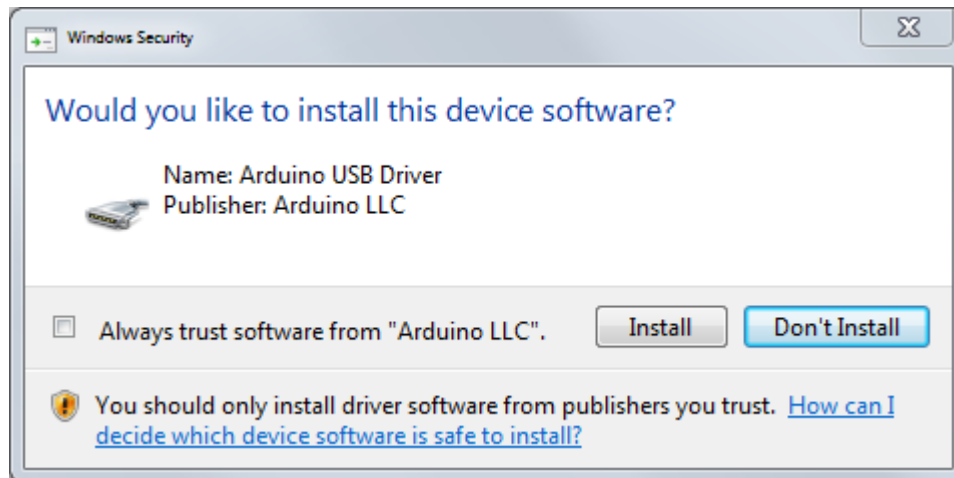 Windows Security
Would you like to install this device software?
Name: Arduino USB Driver
Publisher: Arduino LLC
Always trust software from "Arduino LLC".
Install
Don't Install
You should only install driver software from publishers you trust. How can I
decide which device software is safe to install?